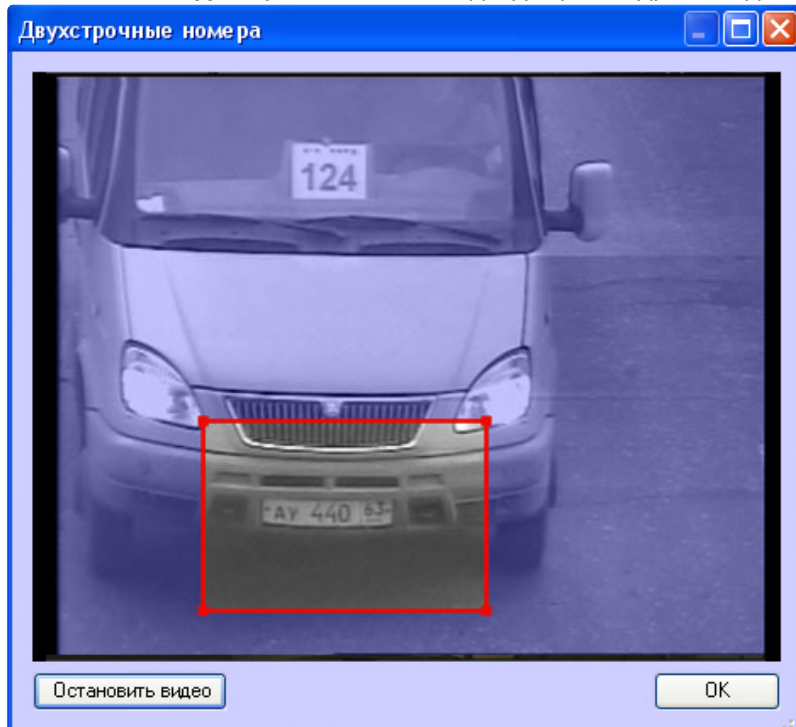 Двухстрочные номера
124
АУ 440 63
Остановить видео
OK